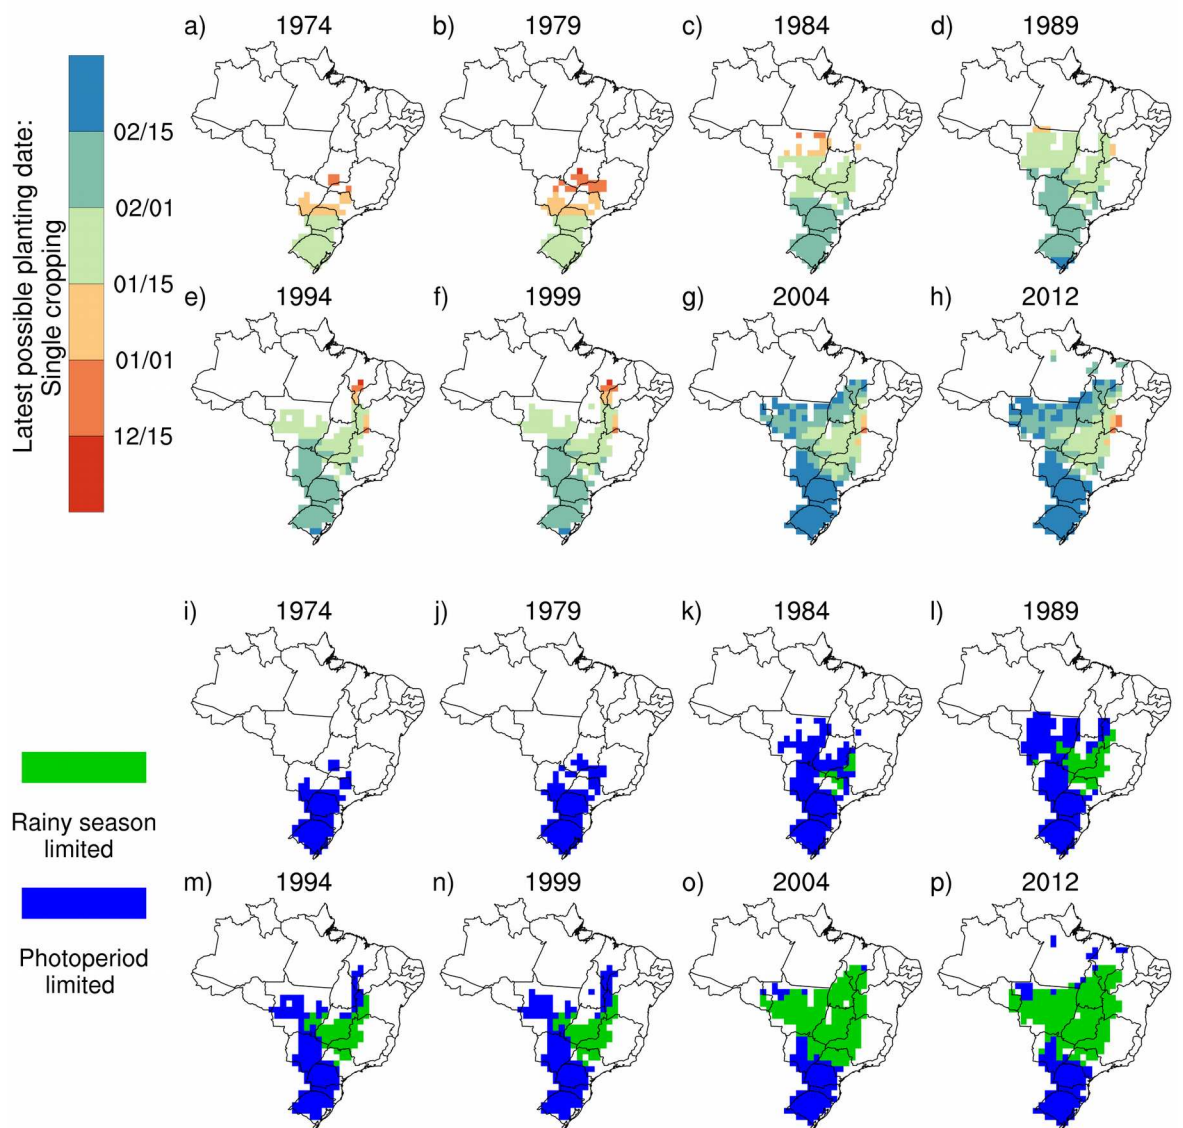 a) 1974
b) 1979
c) 1984
d) 1989
Latest possible planting date:
Single cropping
02/15
02/01
01/15
01/01
12/15
e) 1994
f) 1999
g) 2004
h) 2012
i) 1974
j) 1979
k) 1984
l) 1989
Rainy season
limited
Photoperiod
limited
m) 1994
n) 1999
o) 2004
p) 2012